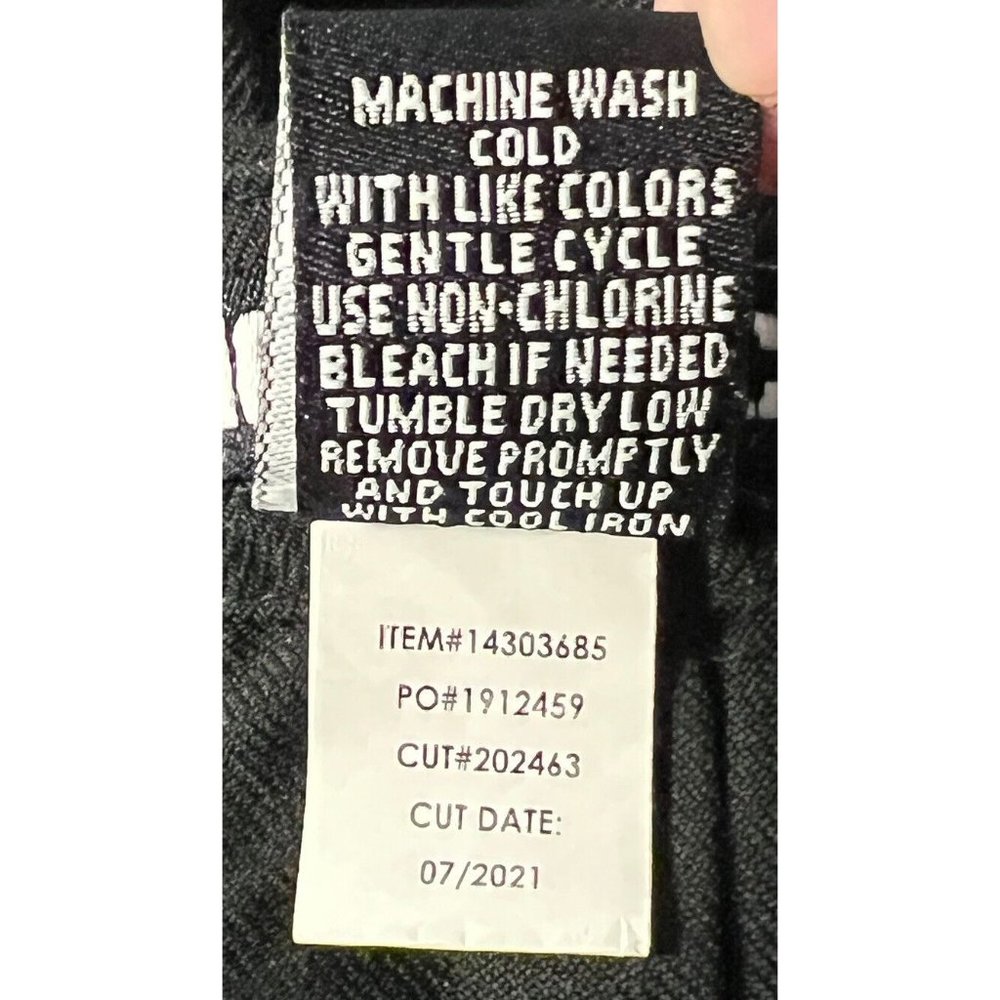 MACHINE WASH
COLD
WITH LIKE COLORS
GENTLE CYCLE
USE NON-CHLORINE
BLEACH IF NEEDED
TUMBLE DRY LOW
REMOVE PROMPTLY
AND TOUCH UP
WITH COOL IRON
ITEM#14303685
PO#1912459
CUT#202463
CUT DATE:
07/2021